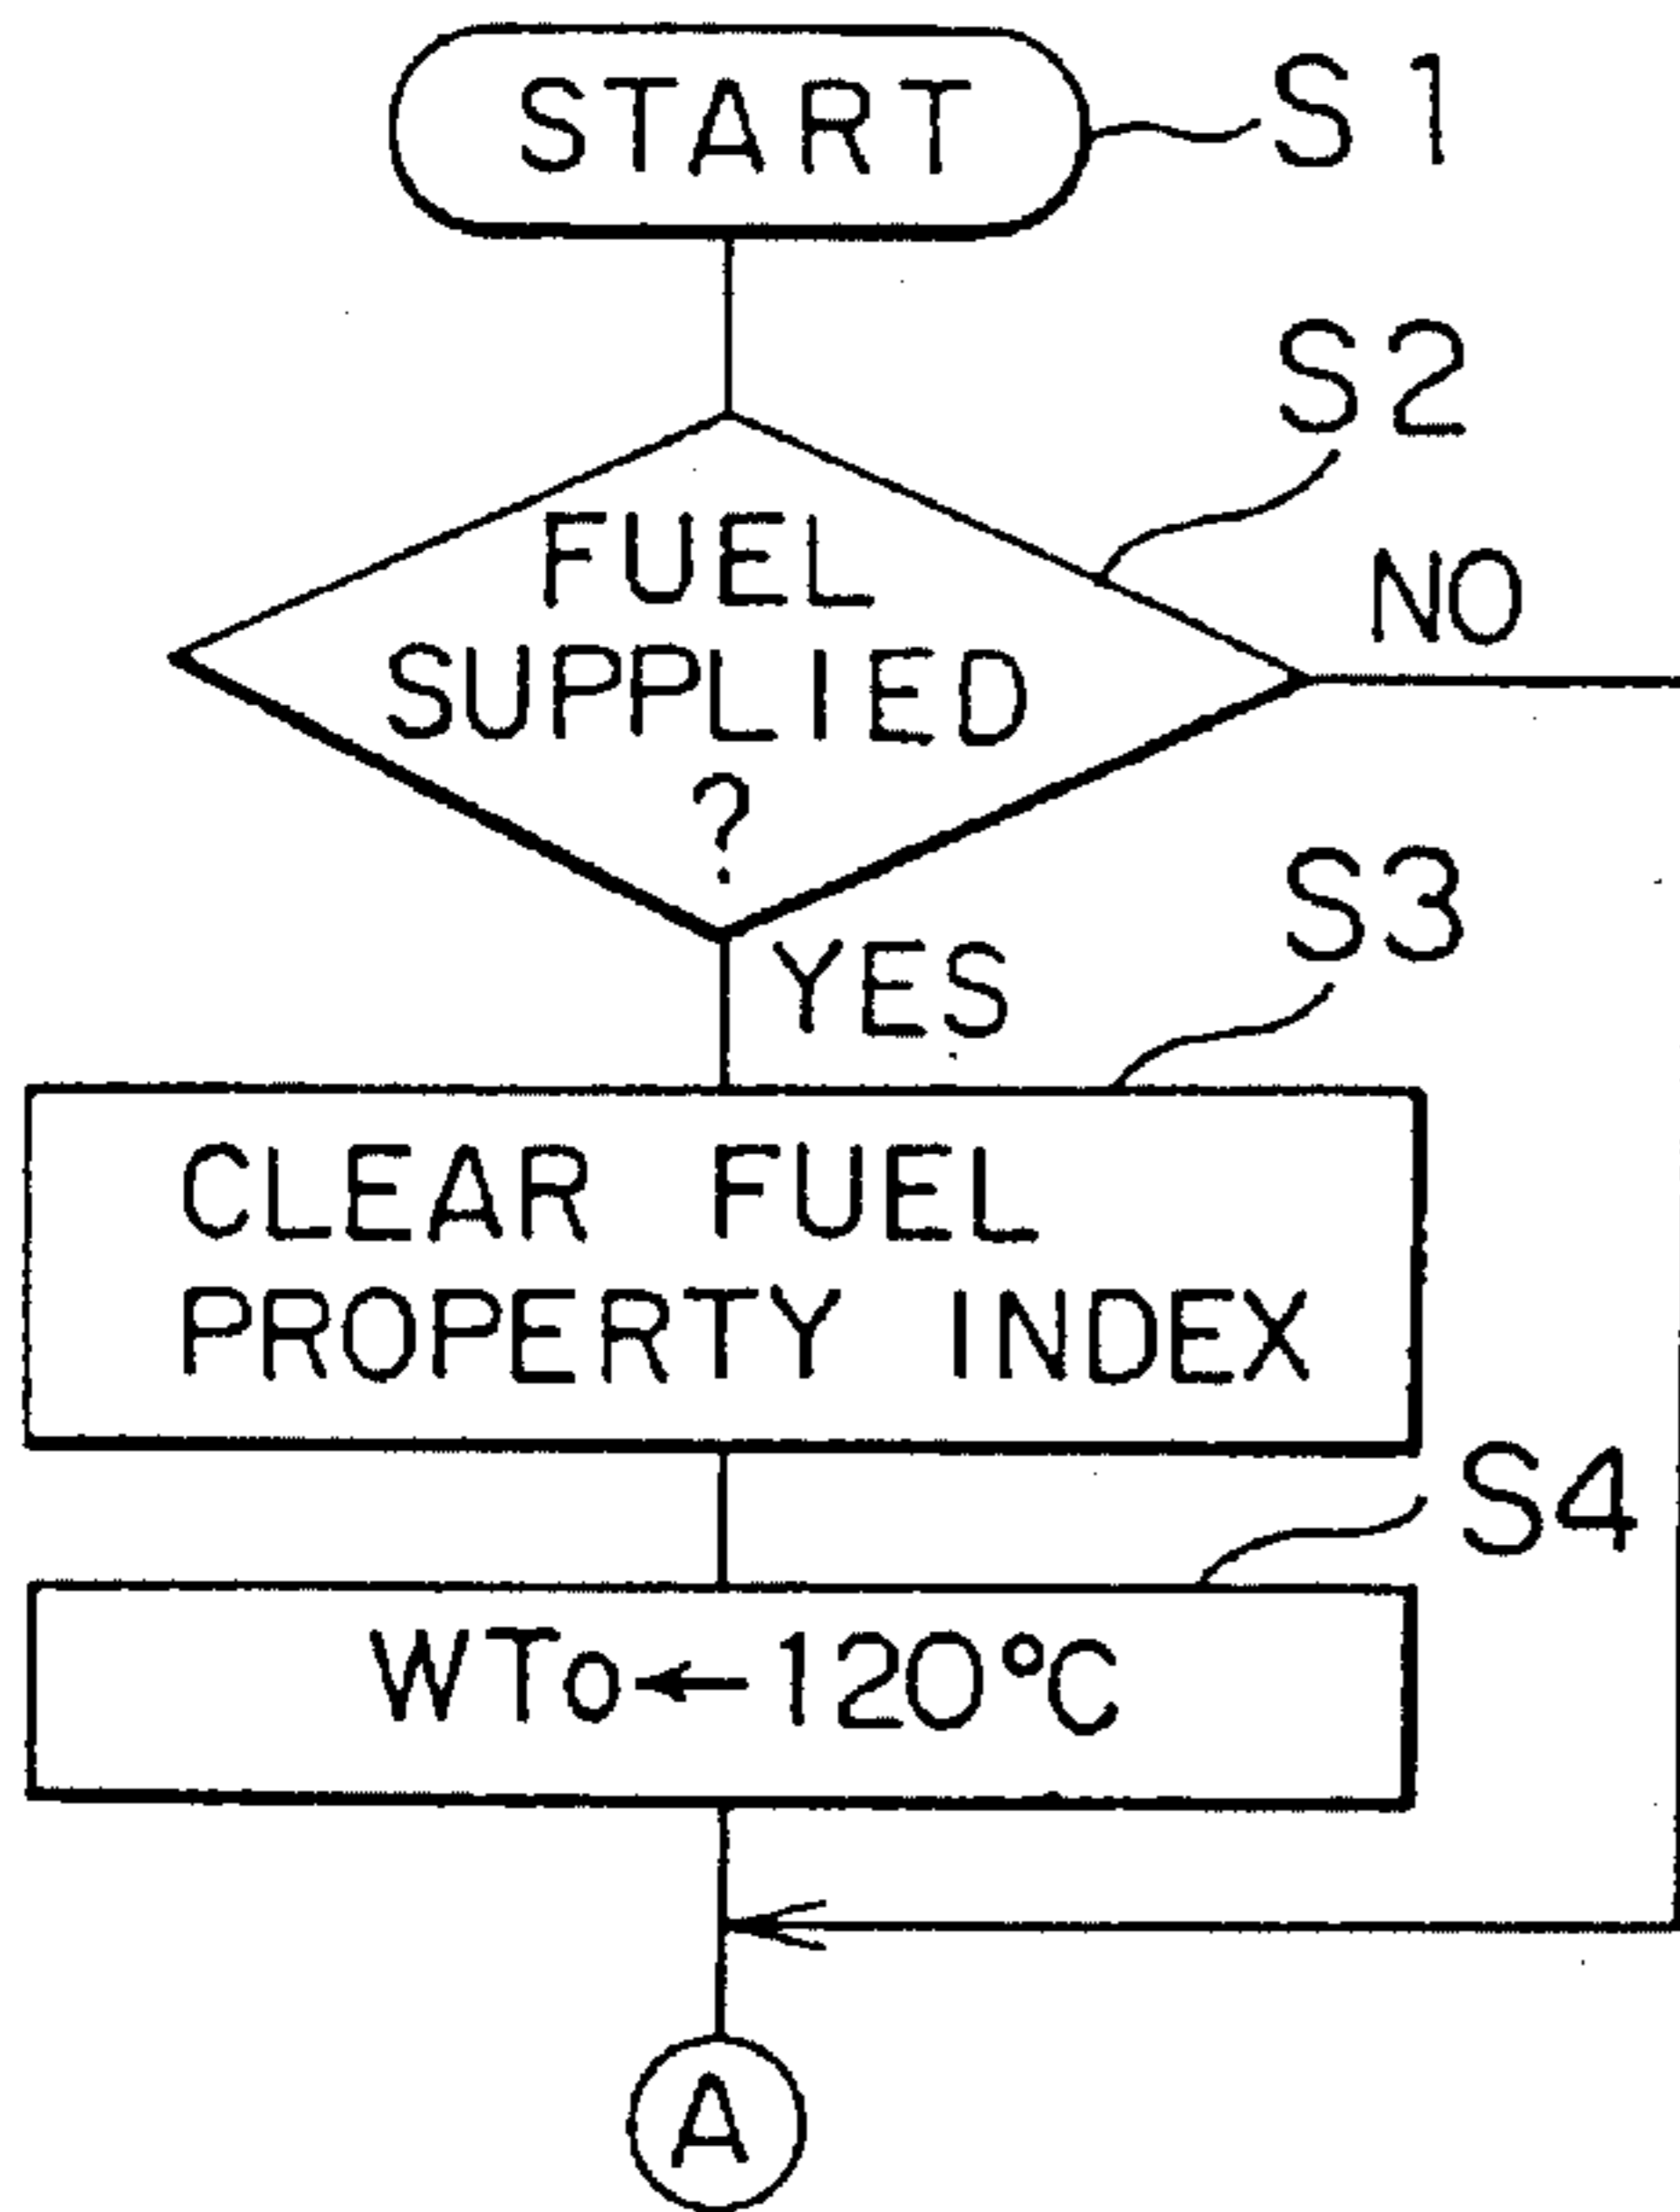 START
S1
S2
FUEL
SUPPLIED
?
NO
YES
S3
CLEAR FUEL
PROPERTY INDEX
S4
WTo←120°C
A